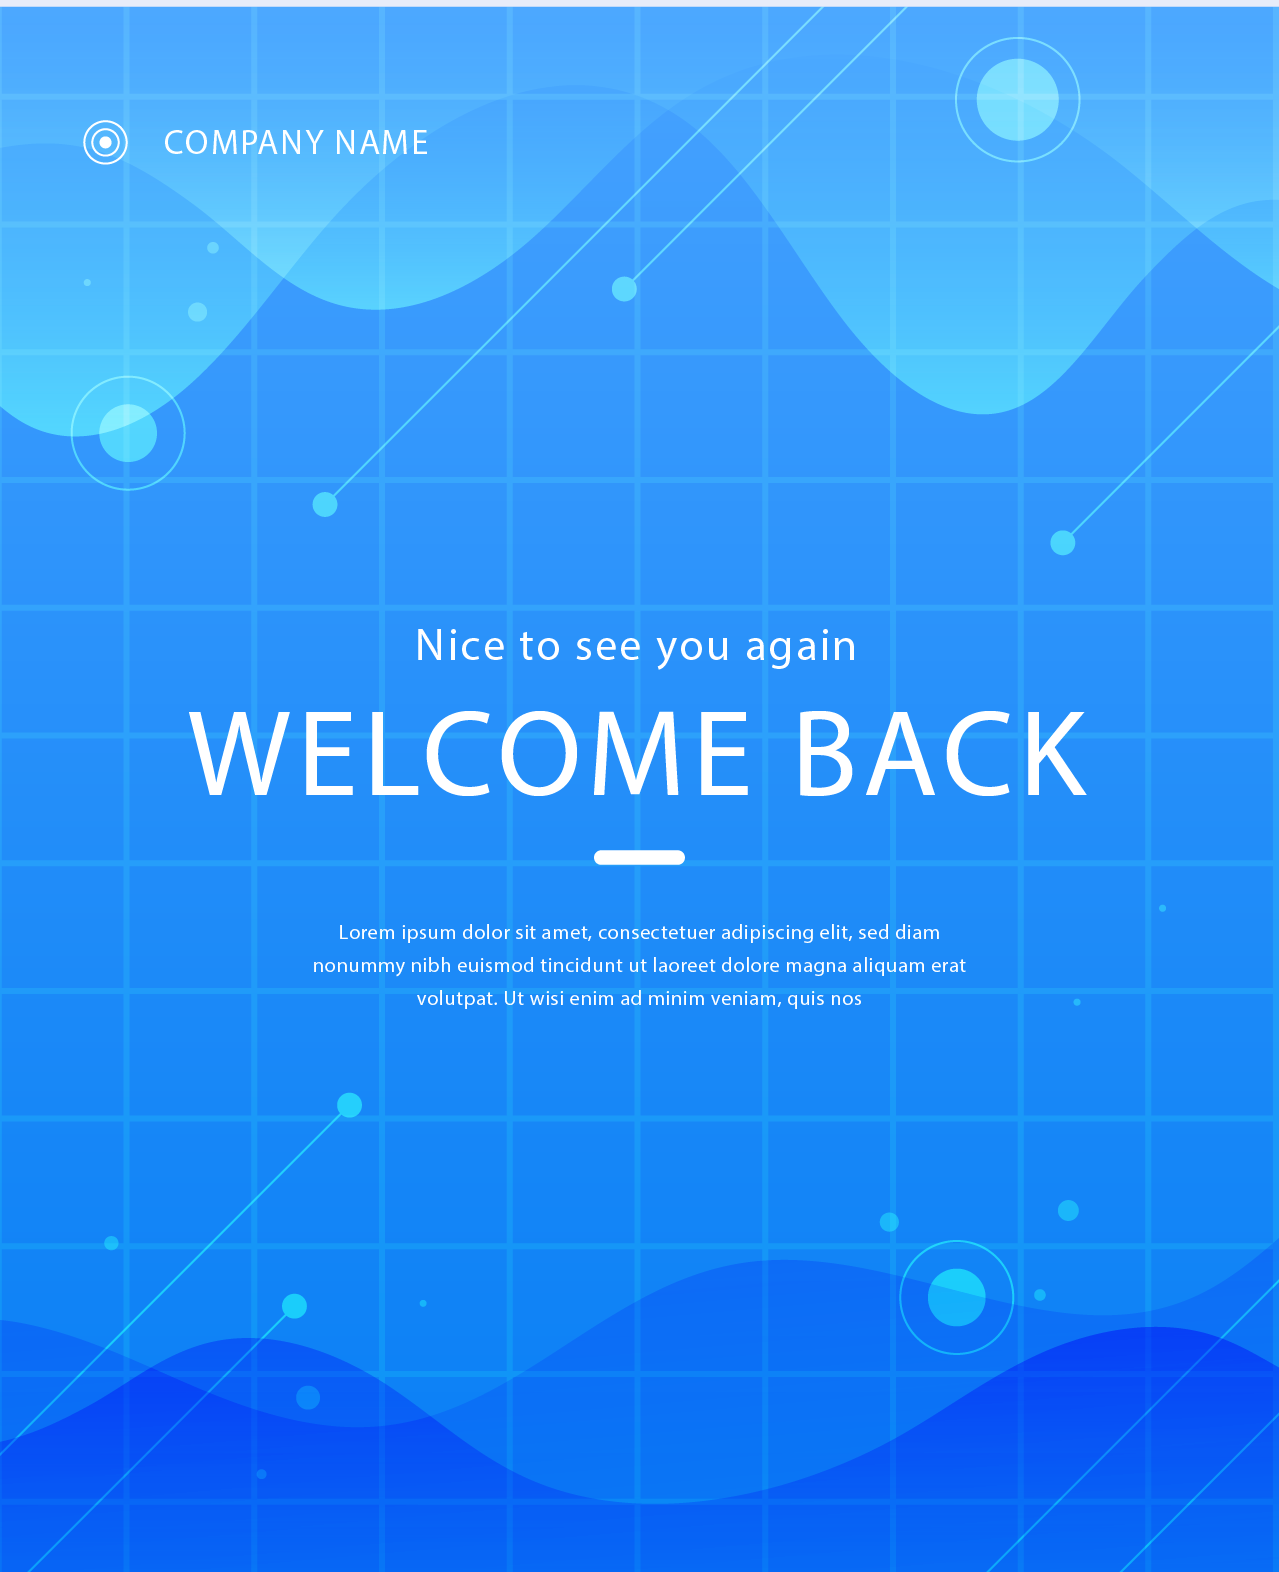 COMPANY NAME
Nice to see you again
WELCOME BACK
Lorem ipsum dolor sit amet, consectetuer adipiscing elit, sed diam
nonummy nibh euismod tincidunt ut laoreet dolore magna aliquam erat
volutpat. Ut wisi enim ad minim veniam, quis nos